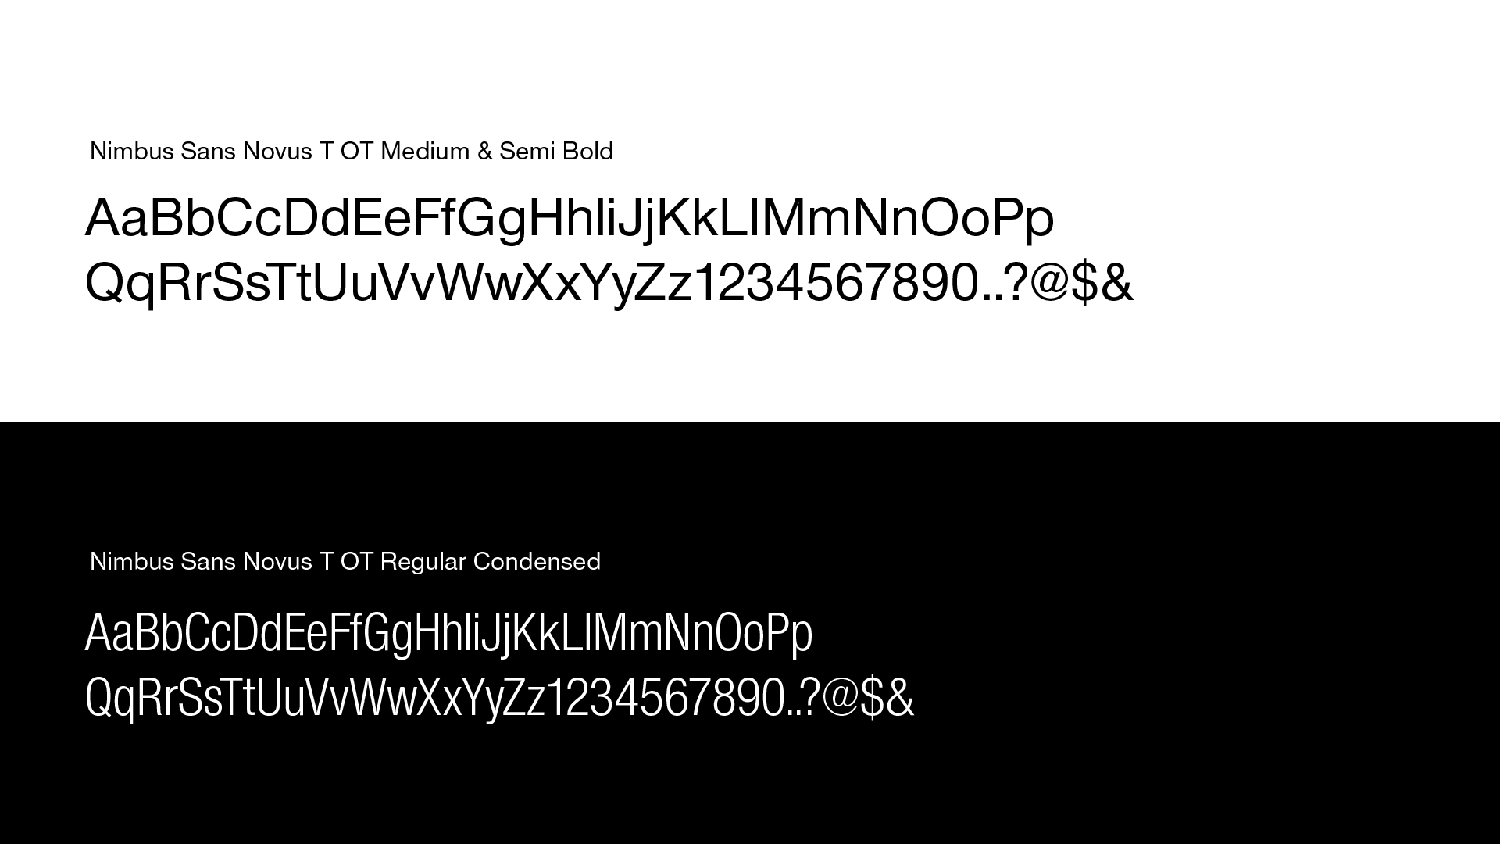 Nimbus Sans Novus T OT Medium & Semi Bold
AaBbCcDdEeFfGgHhIiJjKkLlMmNnOoPp
QqRrSsTtUuVvWwXxYyZz1234567890..?@$&
Nimbus Sans Novus T OT Regular Condensed
AaBbCcDdEeFfGgHhIiJjKkLlMmNnOoPp
QqRrSsTtUuVvWwXxYyZz1234567890..?@$&